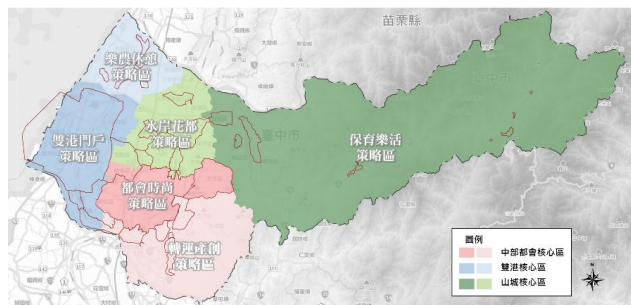 苗栗縣
樂農休憩
策略區
水岸花都
策略區
臺中市
雙港門戶
策略區
保育樂活
策略區
都會時尚
策略區
轉運產創
策略區
圖例
中部都會核心區
雙港核心區
山城核心區
N